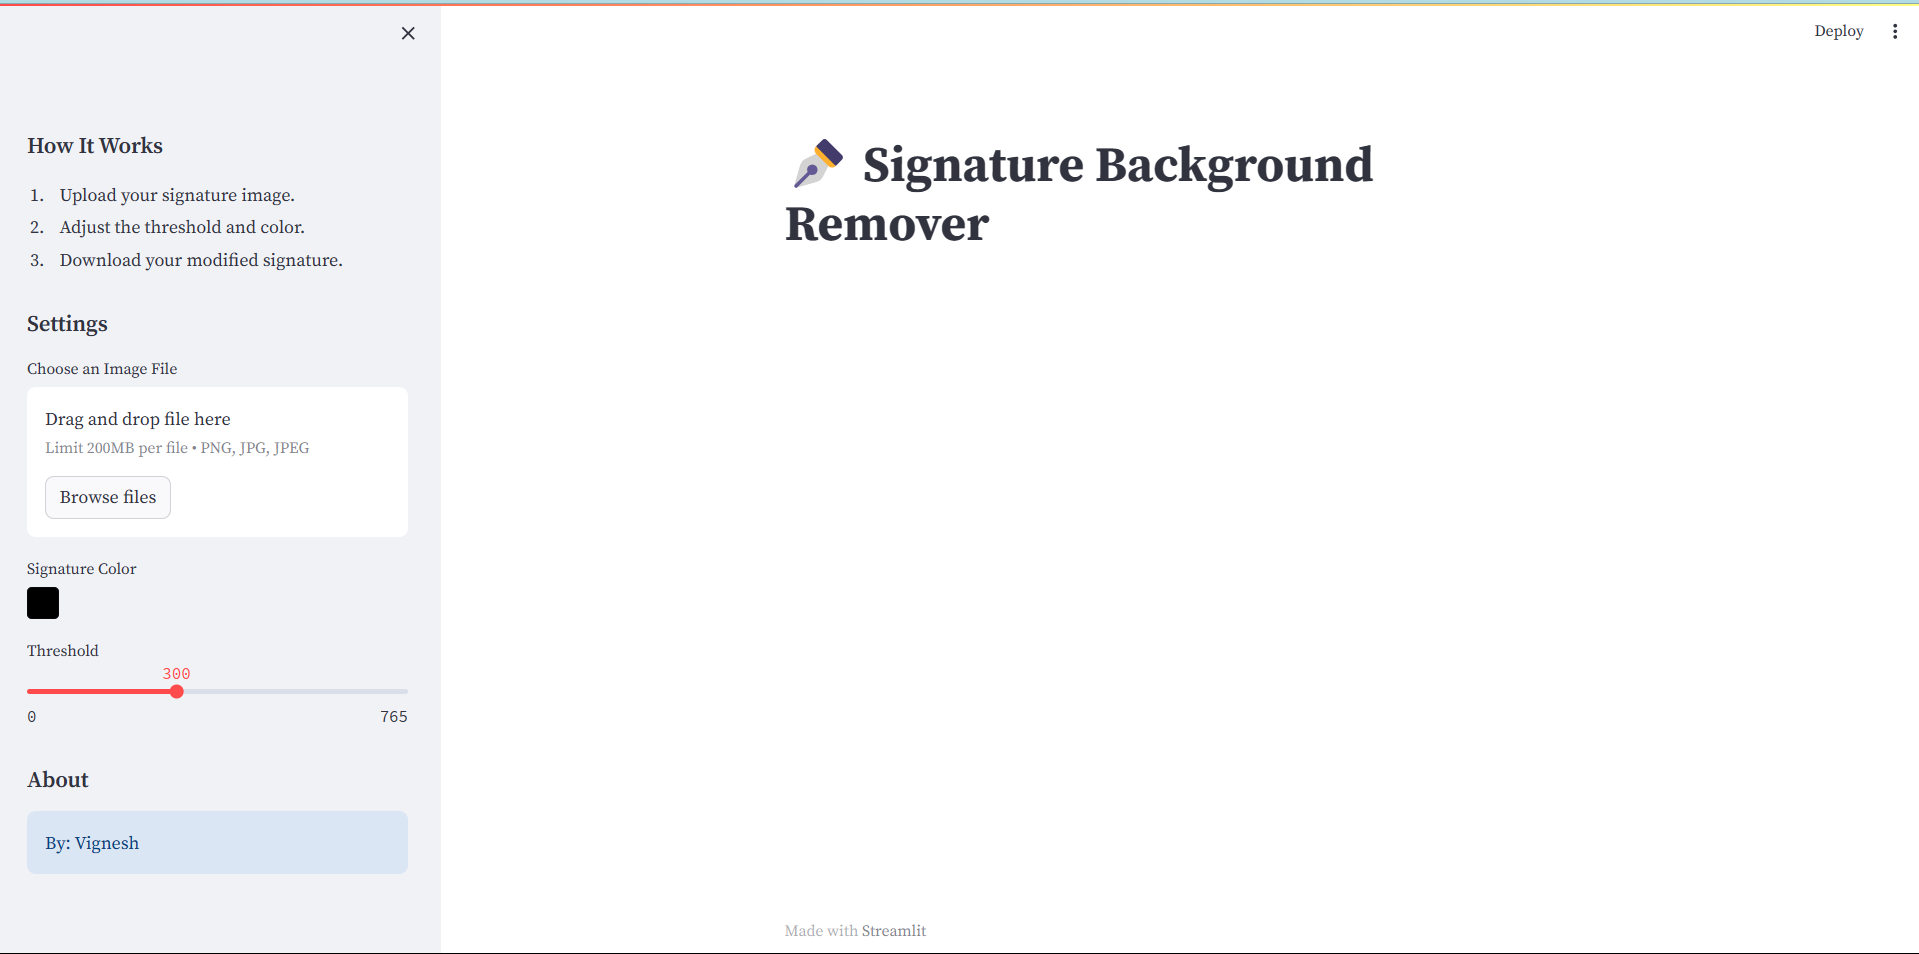 Deploy
How It Works
1. Upload your signature image.
2. Adjust the threshold and color.
3. Download your modified signature.
Settings
Choose an Image File
Drag and drop file here
Limit 200MB per file • PNG, JPG, JPEG
Browse files
Signature Color
Threshold
300
0 765
About
By: Vignesh
Signature Background
Remover
Made with Streamlit